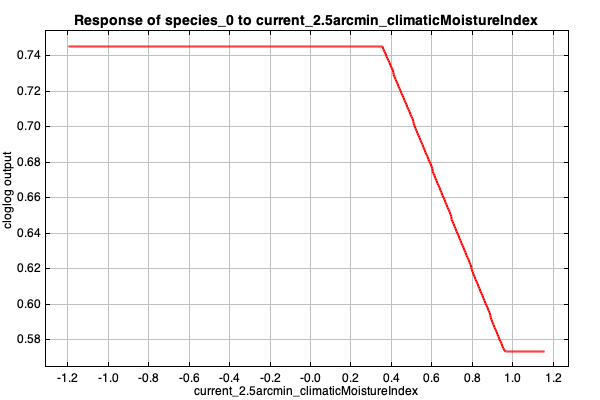 Response of species_0 to current_2.5arcmin_climaticMoistureIndex
cloglog output
0.74
0.72
0.70
0.68
0.66
0.64
0.62
0.60
0.58
-1.2 -1.0 -0.8 -0.6 -0.4 -0.2 -0.0 0.2 0.4 0.6 0.8 1.0 1.2
current_2.5arcmin_climaticMoistureIndex